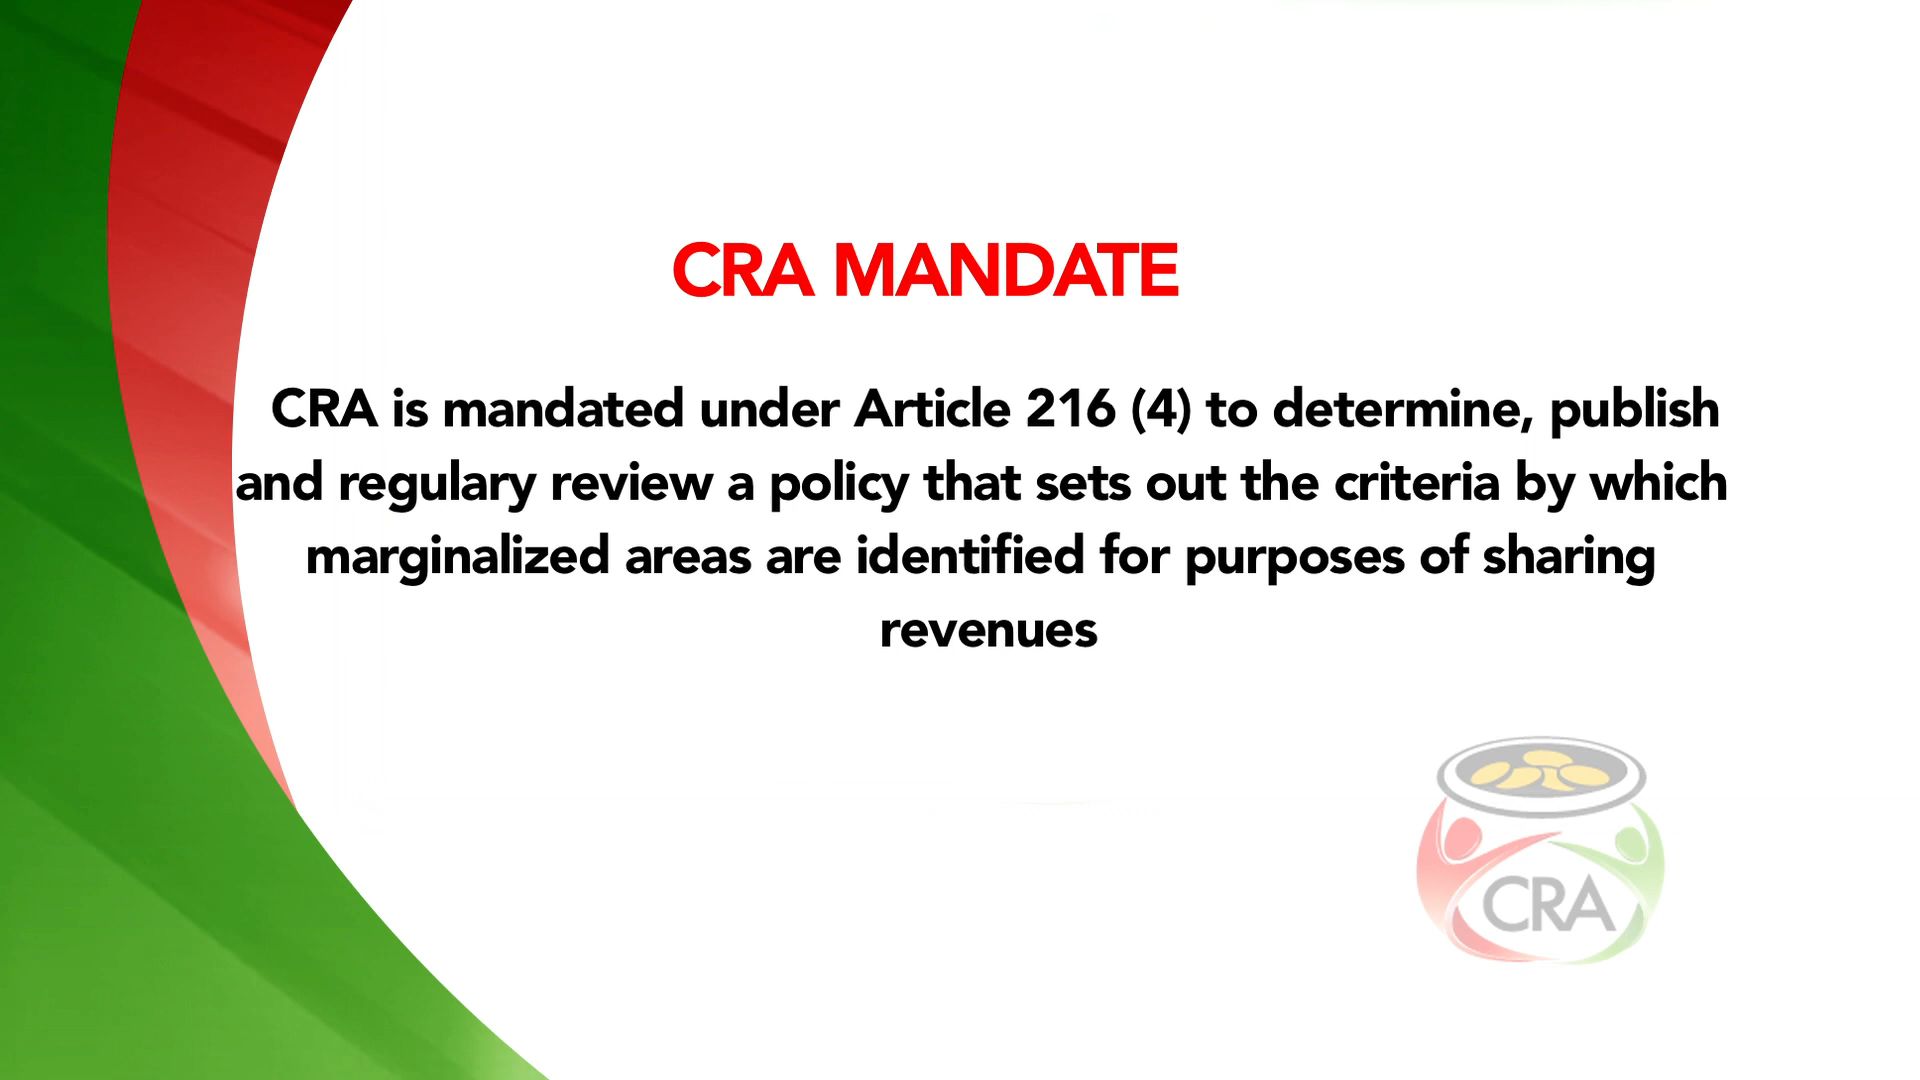 CRA MANDATE
CRA is mandated under Article 216 (4) to determine, publish
and regulary review a policy that sets out the criteria by which
marginalized areas are identified for purposes of sharing
revenues
CRA